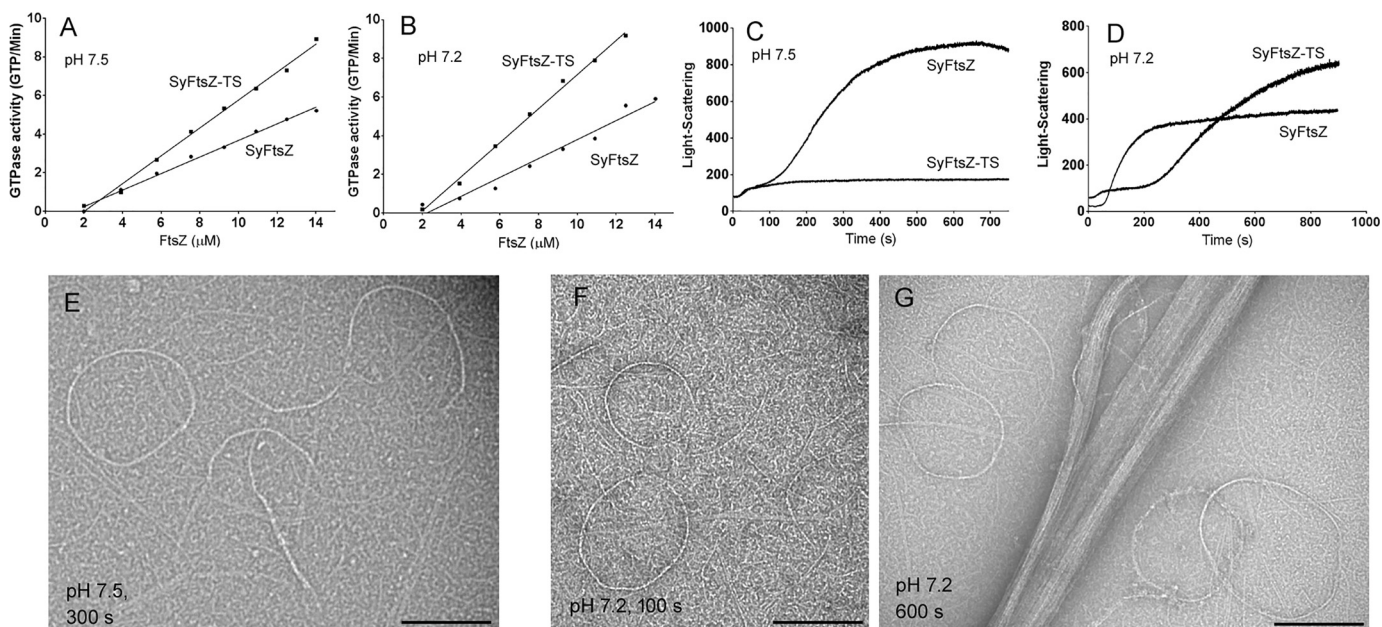 A
pH 7.5
SyFtsZ-TS
SyFtsZ
GTPase activity (GTP/Min)
10
8
6
4
2
0
0 2 4 6 8 10 12 14
FtsZ (μM)
B
pH 7.2
SyFtsZ-TS
SyFtsZ
GTPase activity (GTP/Min)
10
8
6
4
2
0
0 2 4 6 8 10 12 14
FtsZ (μM)
C
pH 7.5
SyFtsZ
SyFtsZ-TS
Light-Scattering
1000
800
600
400
200
0
0 100 200 300 400 500 600 700
Time (s)
D
pH 7.2
SyFtsZ-TS
SyFtsZ
Light-Scattering
800
600
400
200
0
0 200 400 600 800 1000
Time (s)
E
pH 7.5,
300 s
F
pH 7.2, 100 s
G
pH 7.2
600 s